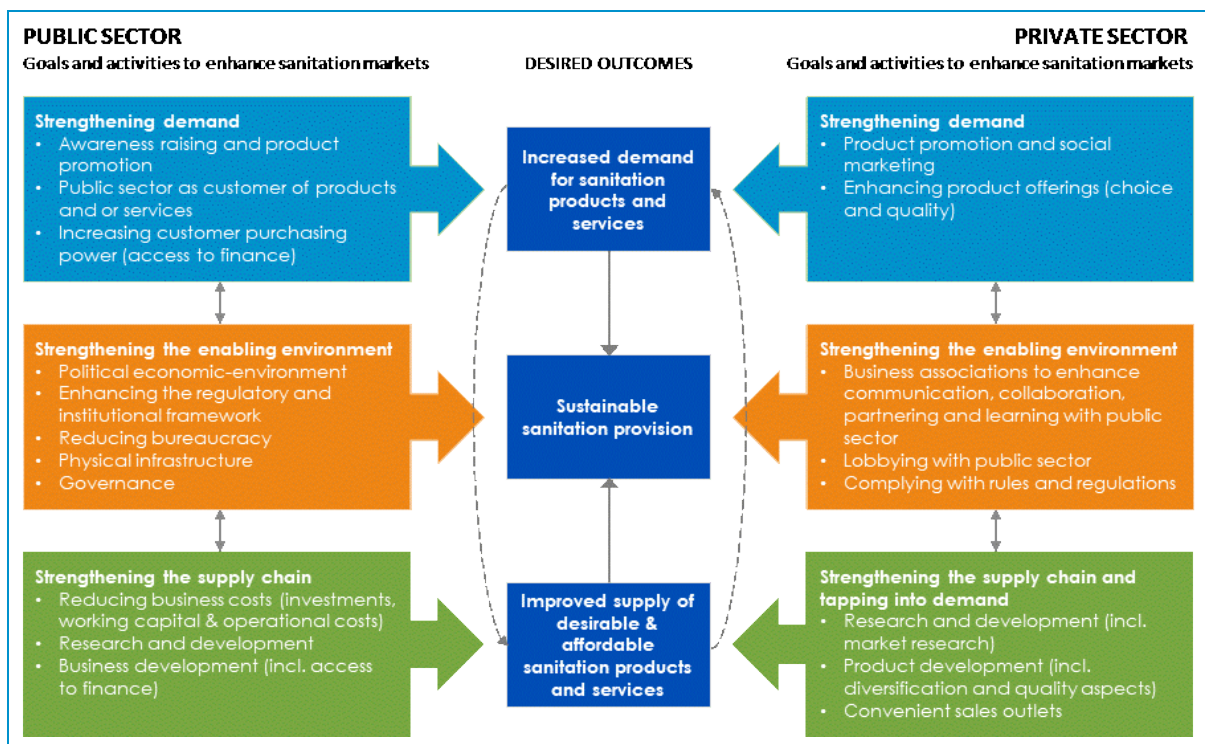 PUBLIC SECTOR
Goals and activities to enhance sanitation markets
DESIRED OUTCOMES
PRIVATE SECTOR
Goals and activities to enhance sanitation markets
Strengthening demand
• Awareness raising and product
promotion
• Public sector as customer of products
and or services
• Increasing customer purchasing
power (access to finance)
Increased demand
for sanitation
products and
services
Strengthening demand
• Product promotion and social
marketing
• Enhancing product offerings (choice
and quality)
Strengthening the enabling environment
• Political economic-environment
• Enhancing the regulatory and
institutional framework
• Reducing bureaucracy
• Physical infrastructure
• Governance
Sustainable
sanitation provision
Strengthening the enabling environment
• Business associations to enhance
communication, collaboration,
partnering and learning with public
sector
• Lobbying with public sector
• Complying with rules and regulations
Strengthening the supply chain
• Reducing business costs (investments,
working capital & operational costs)
• Research and development
• Business development (incl. access
to finance)
Improved supply of
desirable &
affordable
sanitation products
and services
Strengthening the supply chain and
tapping into demand
• Research and development (incl.
market research)
• Product development (incl.
diversification and quality aspects)
• Convenient sales outlets